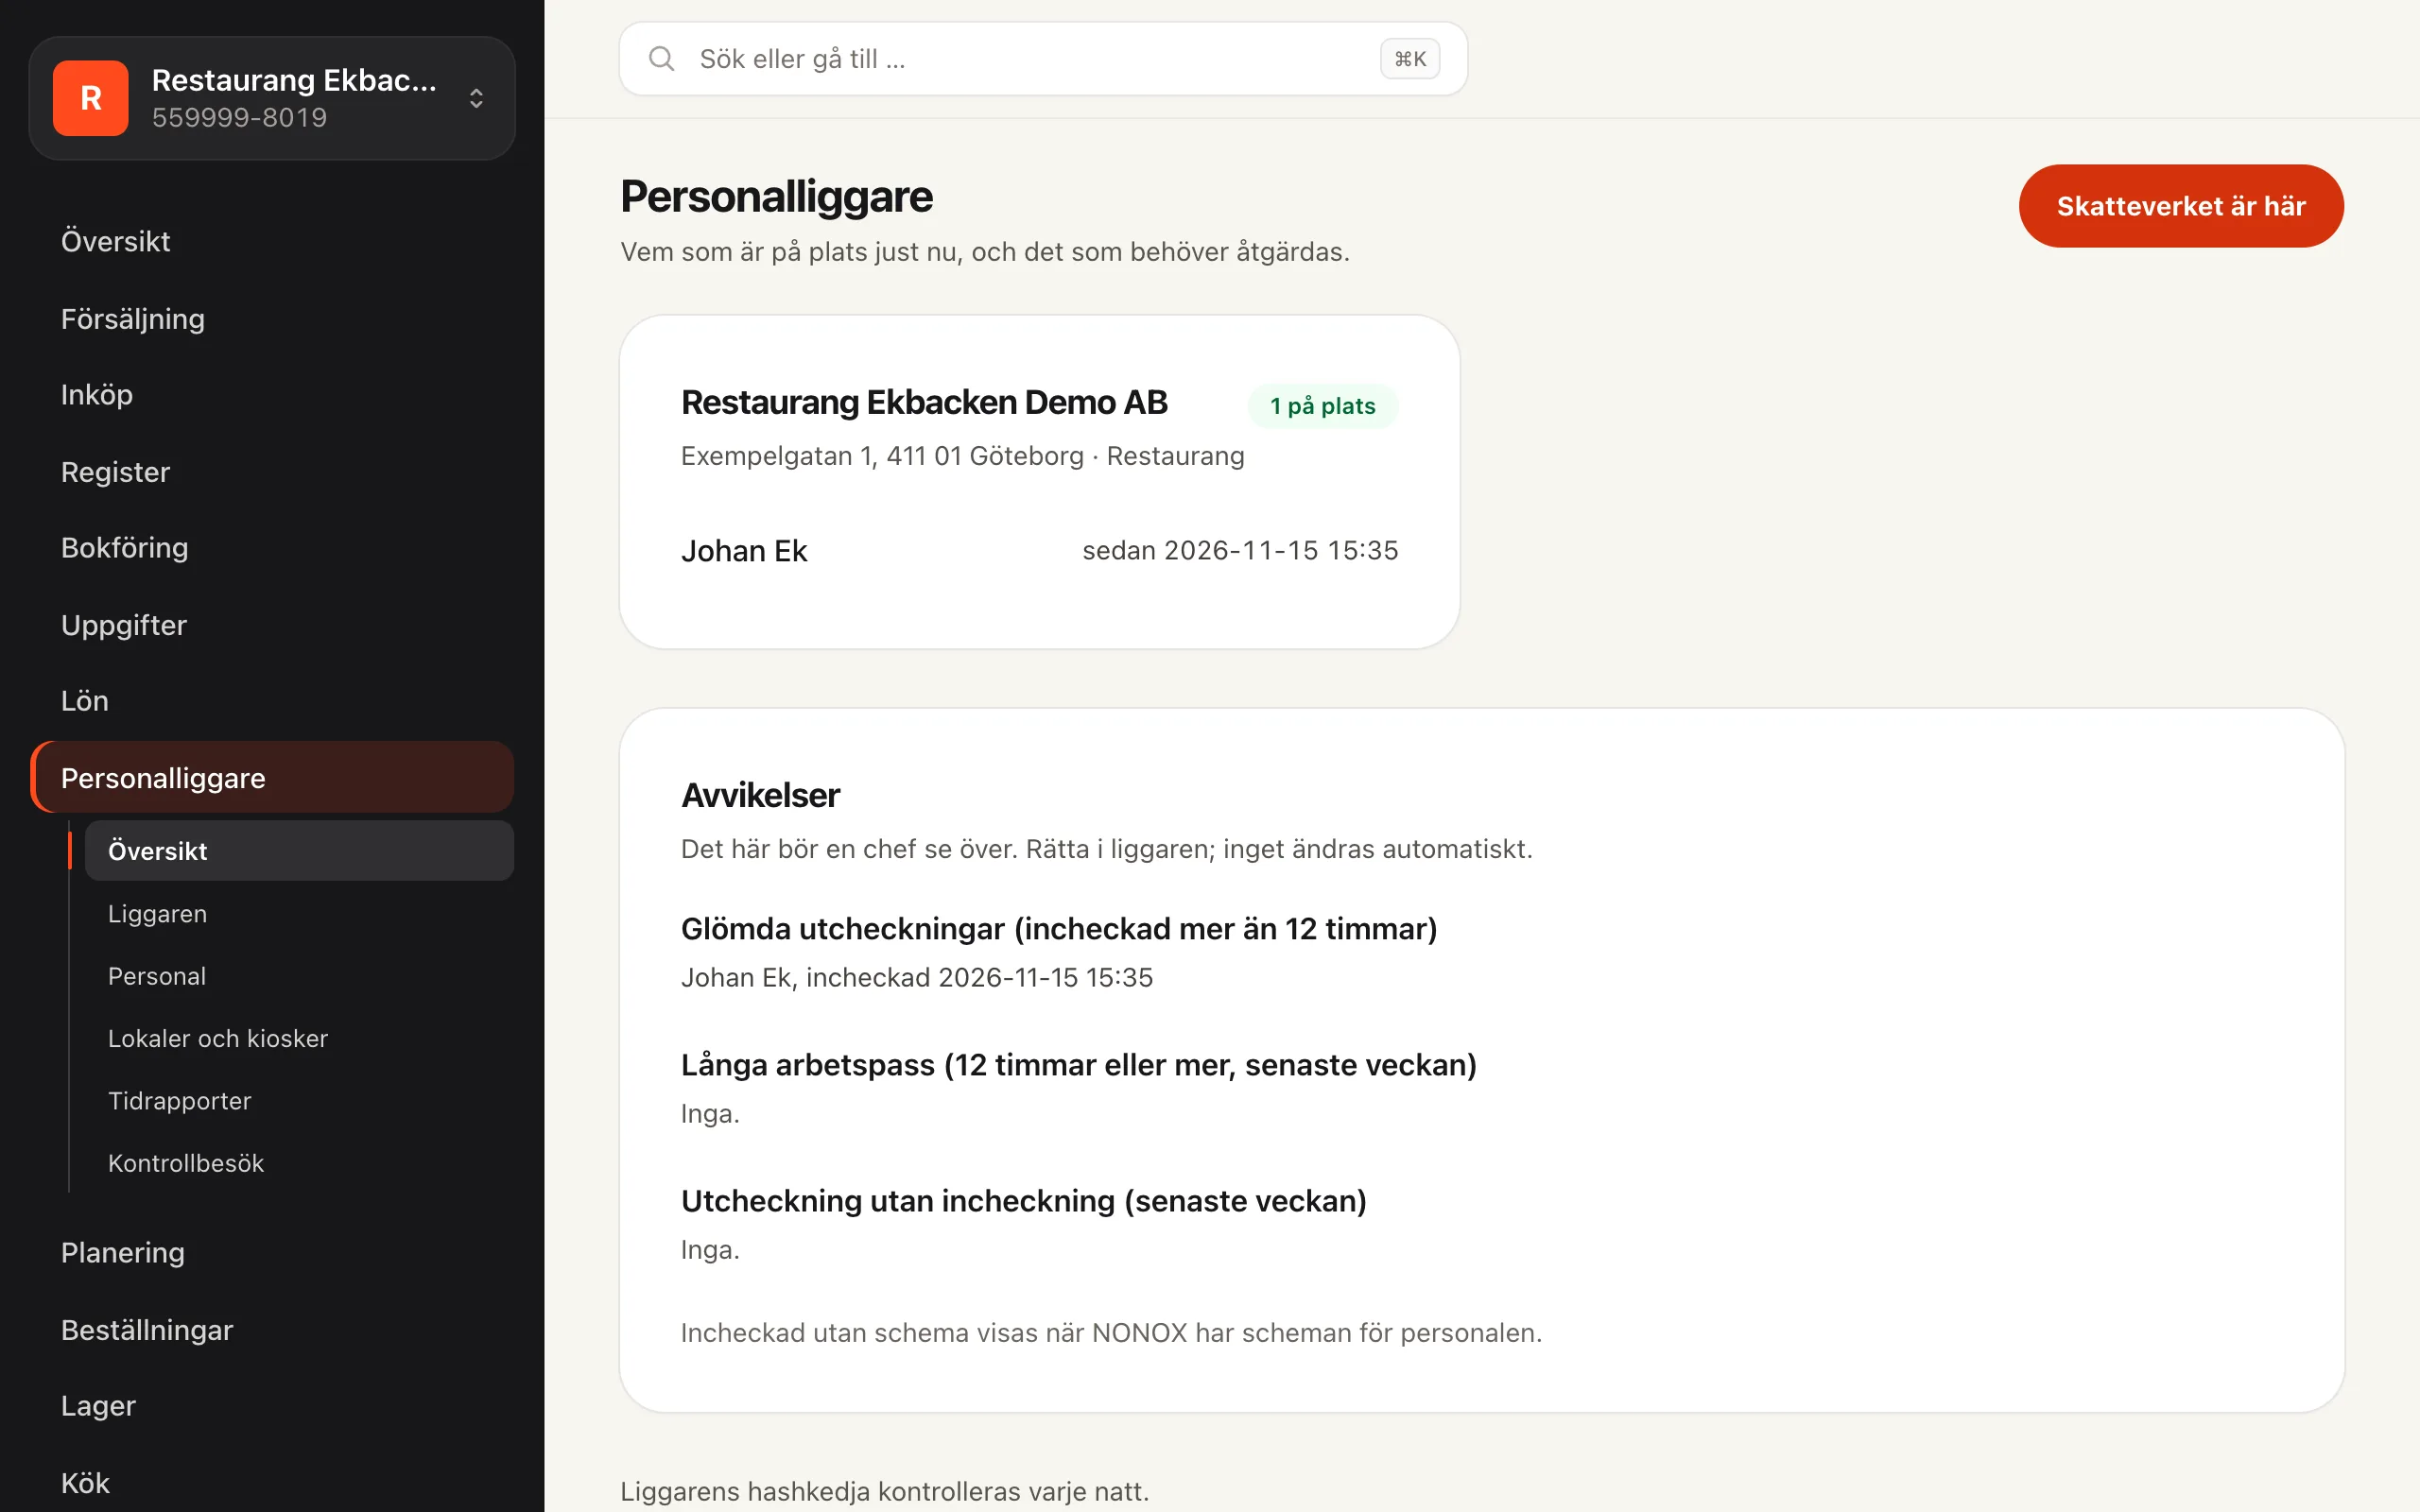 R
Restaurang Ekbac...
559999-8019
Översikt
Försäljning
Inköp
Register
Bokföring
Uppgifter
Lön
Personalliggare
Översikt
Liggaren
Personal
Lokaler och kiosker
Tidrapporter
Kontrollbesök
Planering
Beställningar
Lager
Kök
Sök eller gå till ...
⌘K
Personalliggare
Vem som är på plats just nu, och det som behöver åtgärdas.
Skatteverket är här
Restaurang Ekbacken Demo AB
1 på plats
Exempelgatan 1, 411 01 Göteborg · Restaurang
Johan Ek
sedan 2026-11-15 15:35
Avvikelser
Det här bör en chef se över. Rätta i liggaren; inget ändras automatiskt.
Glömda utcheckningar (incheckad mer än 12 timmar)
Johan Ek, incheckad 2026-11-15 15:35
Långa arbetspass (12 timmar eller mer, senaste veckan)
Inga.
Utcheckning utan incheckning (senaste veckan)
Inga.
Incheckad utan schema visas när NONOX har scheman för personalen.
Liggarens hashkedja kontrolleras varje natt.